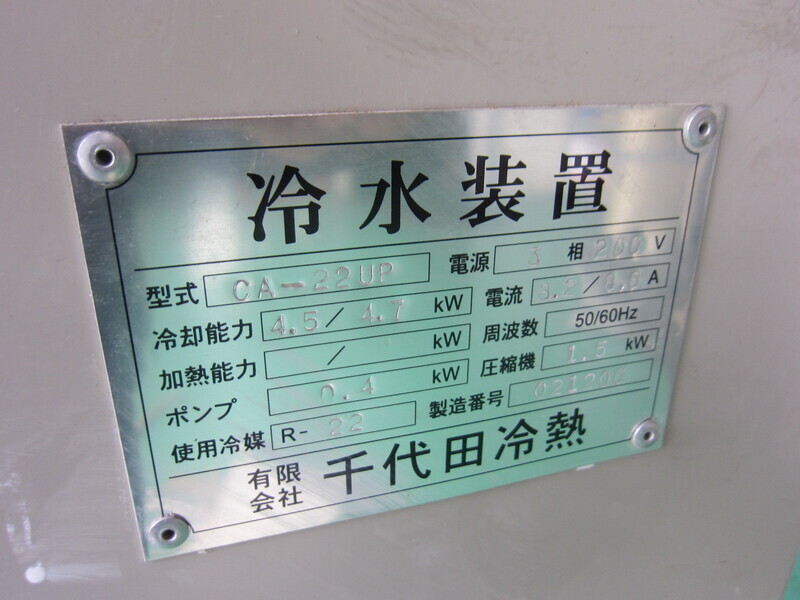 冷水装置
型式 CA-22UP 電源 3 相 200 V
冷却能力 4.5 / 4.7 kW 電流 A
加熱能力 / kW 周波数 50/60Hz
ポンプ 0.4 kW 圧縮機 1.5 kW
使用冷媒 R-22 製造番号
有限会社 千代田冷熱